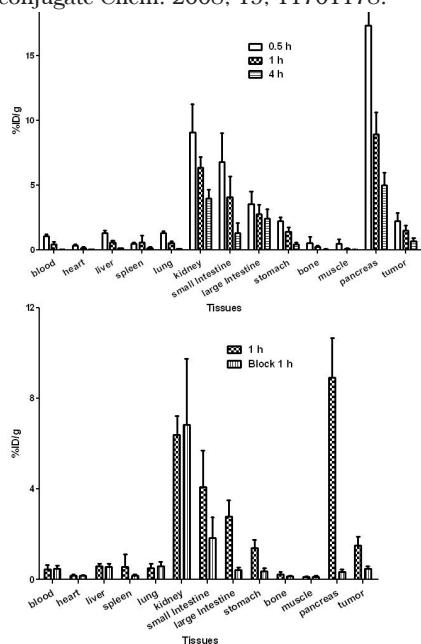 conjugate Chem. 2008, 19, 11701178.
15
10
5
0
%ID/g
0.5 h
1 h
4 h
blood
heart
liver
spleen
lung
kidney
small Intestine
large Intestine
stomach
bone
muscle
pancreas
tumor
Tissues
12
8
4
0
%ID/g
1 h
Block 1 h
blood
heart
liver
spleen
lung
kidney
small Intestine
large Intestine
stomach
bone
muscle
pancreas
tumor
Tissues